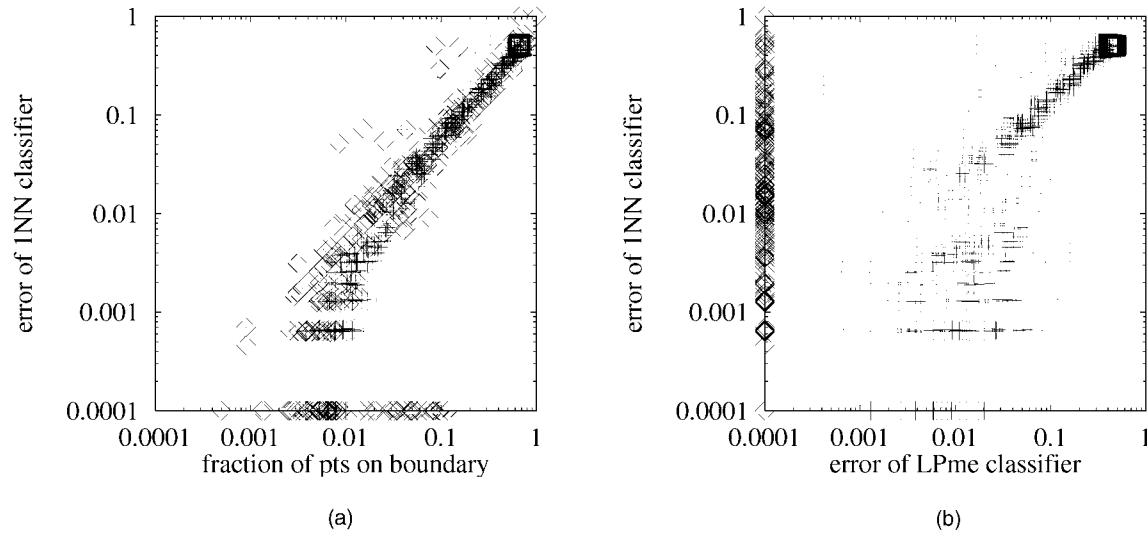 1
0.1
0.01
0.001
0.0001
error of 1NN classifier
0.0001 0.001 0.01 0.1 1
fraction of pts on boundary
(a)
1
0.1
0.01
0.001
0.0001
error of 1NN classifier
0.0001 0.001 0.01 0.1 1
error of LPme classifier
(b)